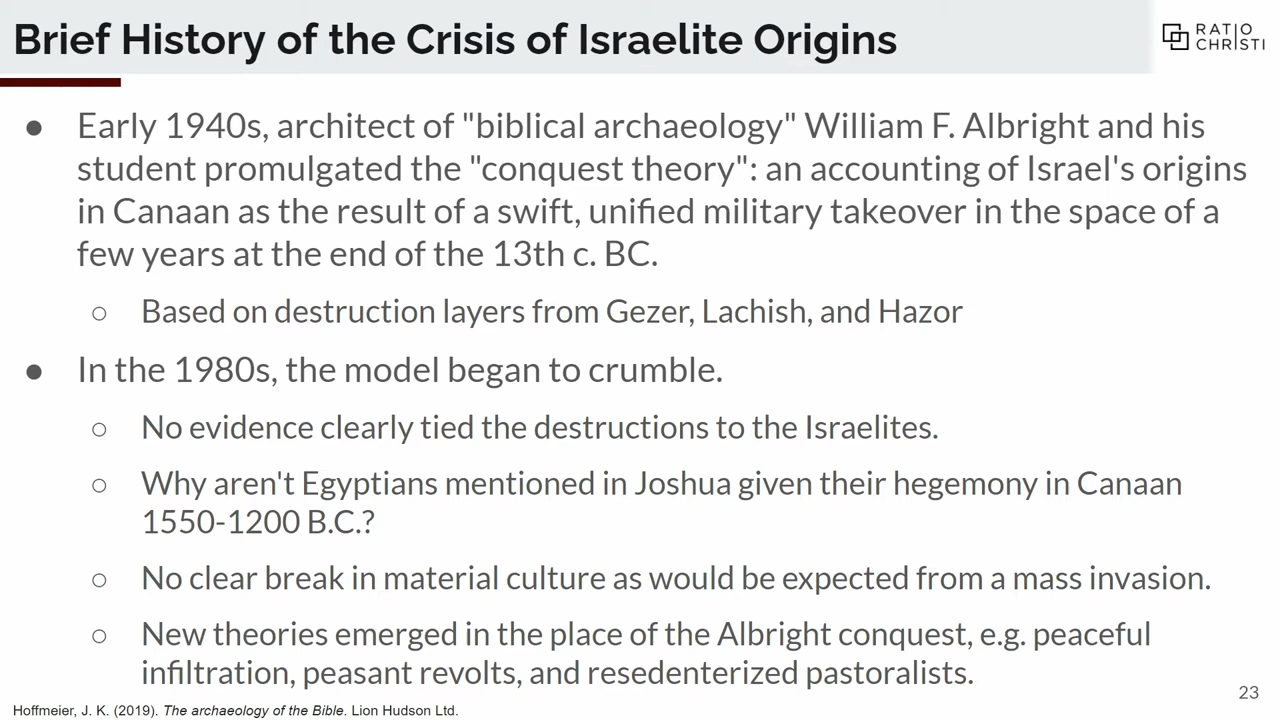 Brief History of the Crisis of Israelite Origins
RATIO
CHRISTI
● Early 1940s, architect of "biblical archaeology" William F. Albright and his
student promulgated the "conquest theory": an accounting of Israel's origins
in Canaan as the result of a swift, unified military takeover in the space of a
few years at the end of the 13th c. BC.
○ Based on destruction layers from Gezer, Lachish, and Hazor
● In the 1980s, the model began to crumble.
○ No evidence clearly tied the destructions to the Israelites.
○ Why aren't Egyptians mentioned in Joshua given their hegemony in Canaan
1550-1200 B.C.?
○ No clear break in material culture as would be expected from a mass invasion.
○ New theories emerged in the place of the Albright conquest, e.g. peaceful
infiltration, peasant revolts, and resedenterized pastoralists.
23
Hoffmeier, J. K. (2019). The archaeology of the Bible. Lion Hudson Ltd.